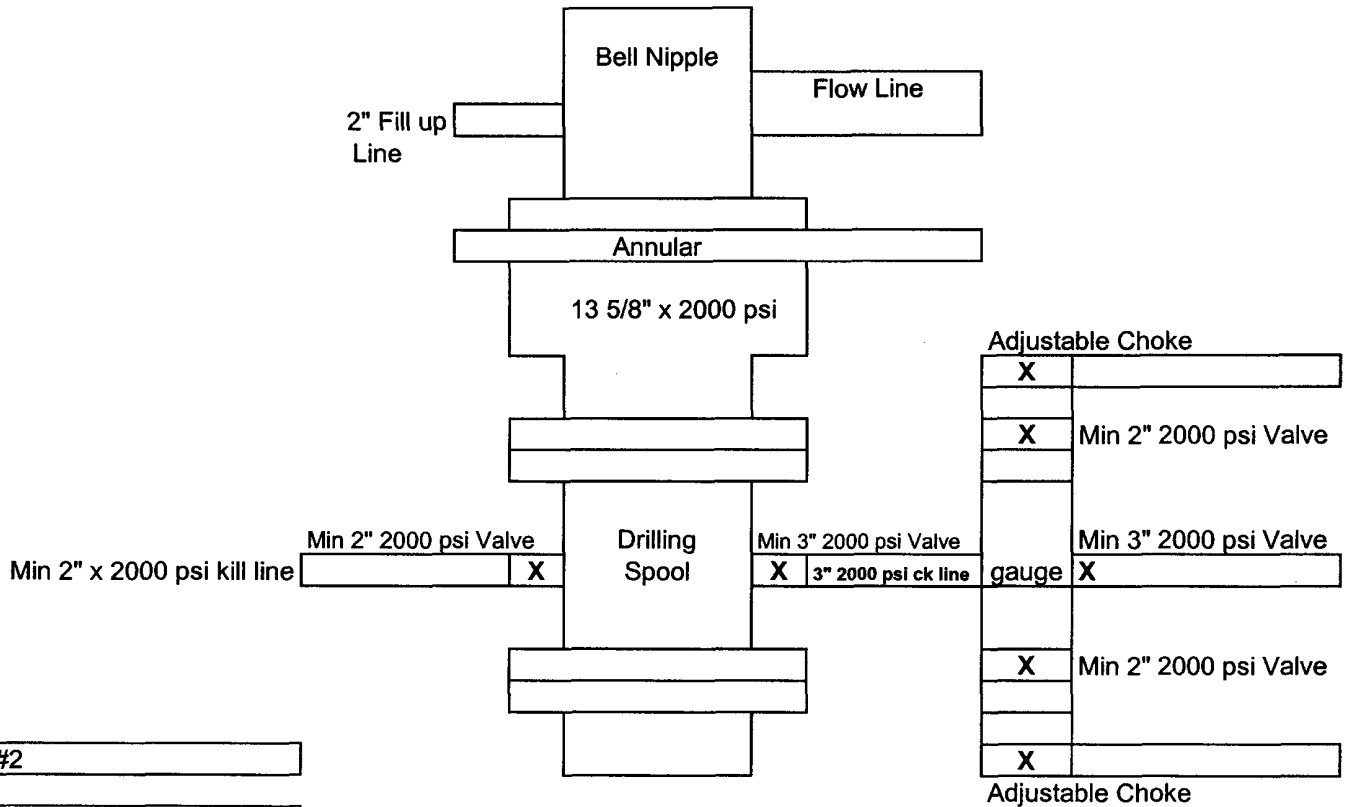 Bell Nipple
Flow Line
2" Fill up
Line
Annular
13 5/8" x 2000 psi
Adjustable Choke
X
X
Min 2" 2000 psi Valve
Min 2" 2000 psi Valve
Drilling
Spool
Min 3" 2000 psi Valve
Min 3" 2000 psi Valve
Min 2" x 2000 psi kill line
X
X
3" 2000 psi ck line
gauge
X
X
Min 2" 2000 psi Valve
#2
X
Adjustable Choke